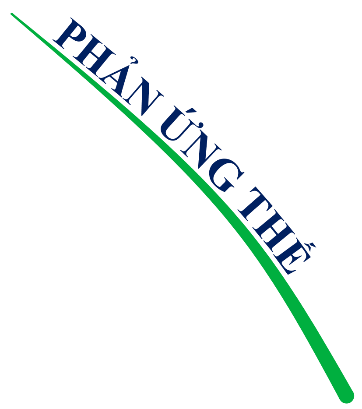 PHẢN ỨNG THẾ